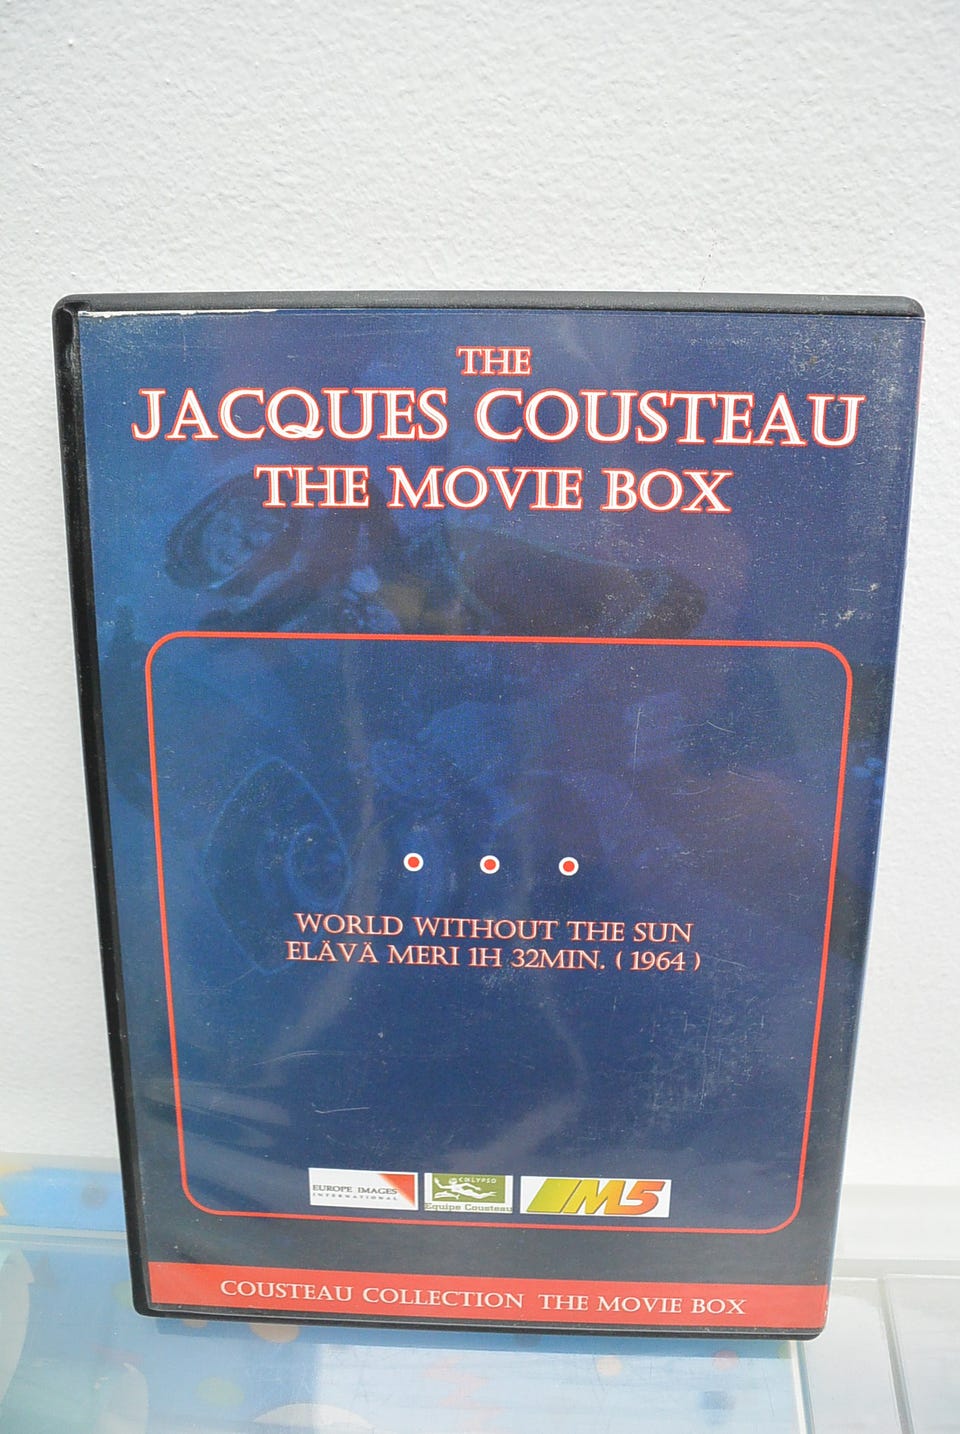 THE
JACQUES COUSTEAU
THE MOVIE BOX
WORLD WITHOUT THE SUN
ELÄVÄ MERI 1H 32MIN. ( 1964 )
EUROPE IMAGES
INTERNATIONAL
CALYPSO
Equipe Cousteau
M5
COUSTEAU COLLECTION THE MOVIE BOX